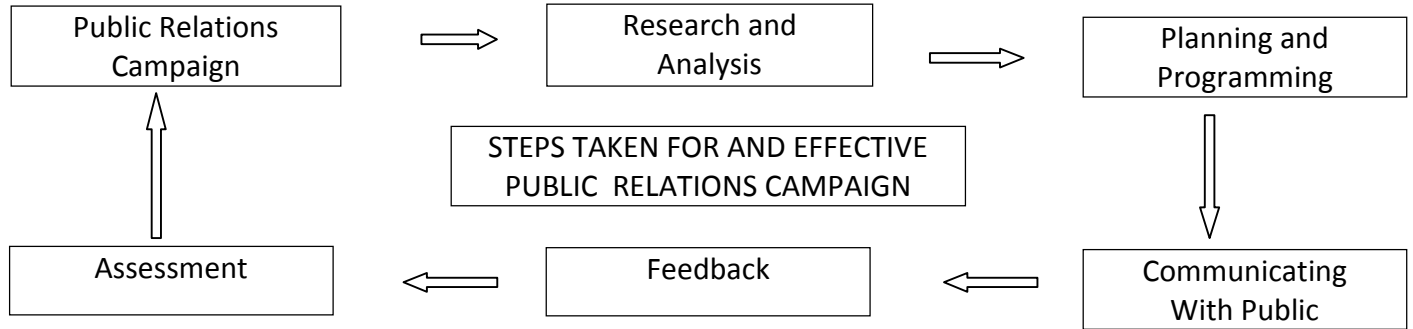 Public Relations
Campaign
Research and
Analysis
Planning and
Programming
STEPS TAKEN FOR AND EFFECTIVE
PUBLIC RELATIONS CAMPAIGN
Assessment
Feedback
Communicating
With Public